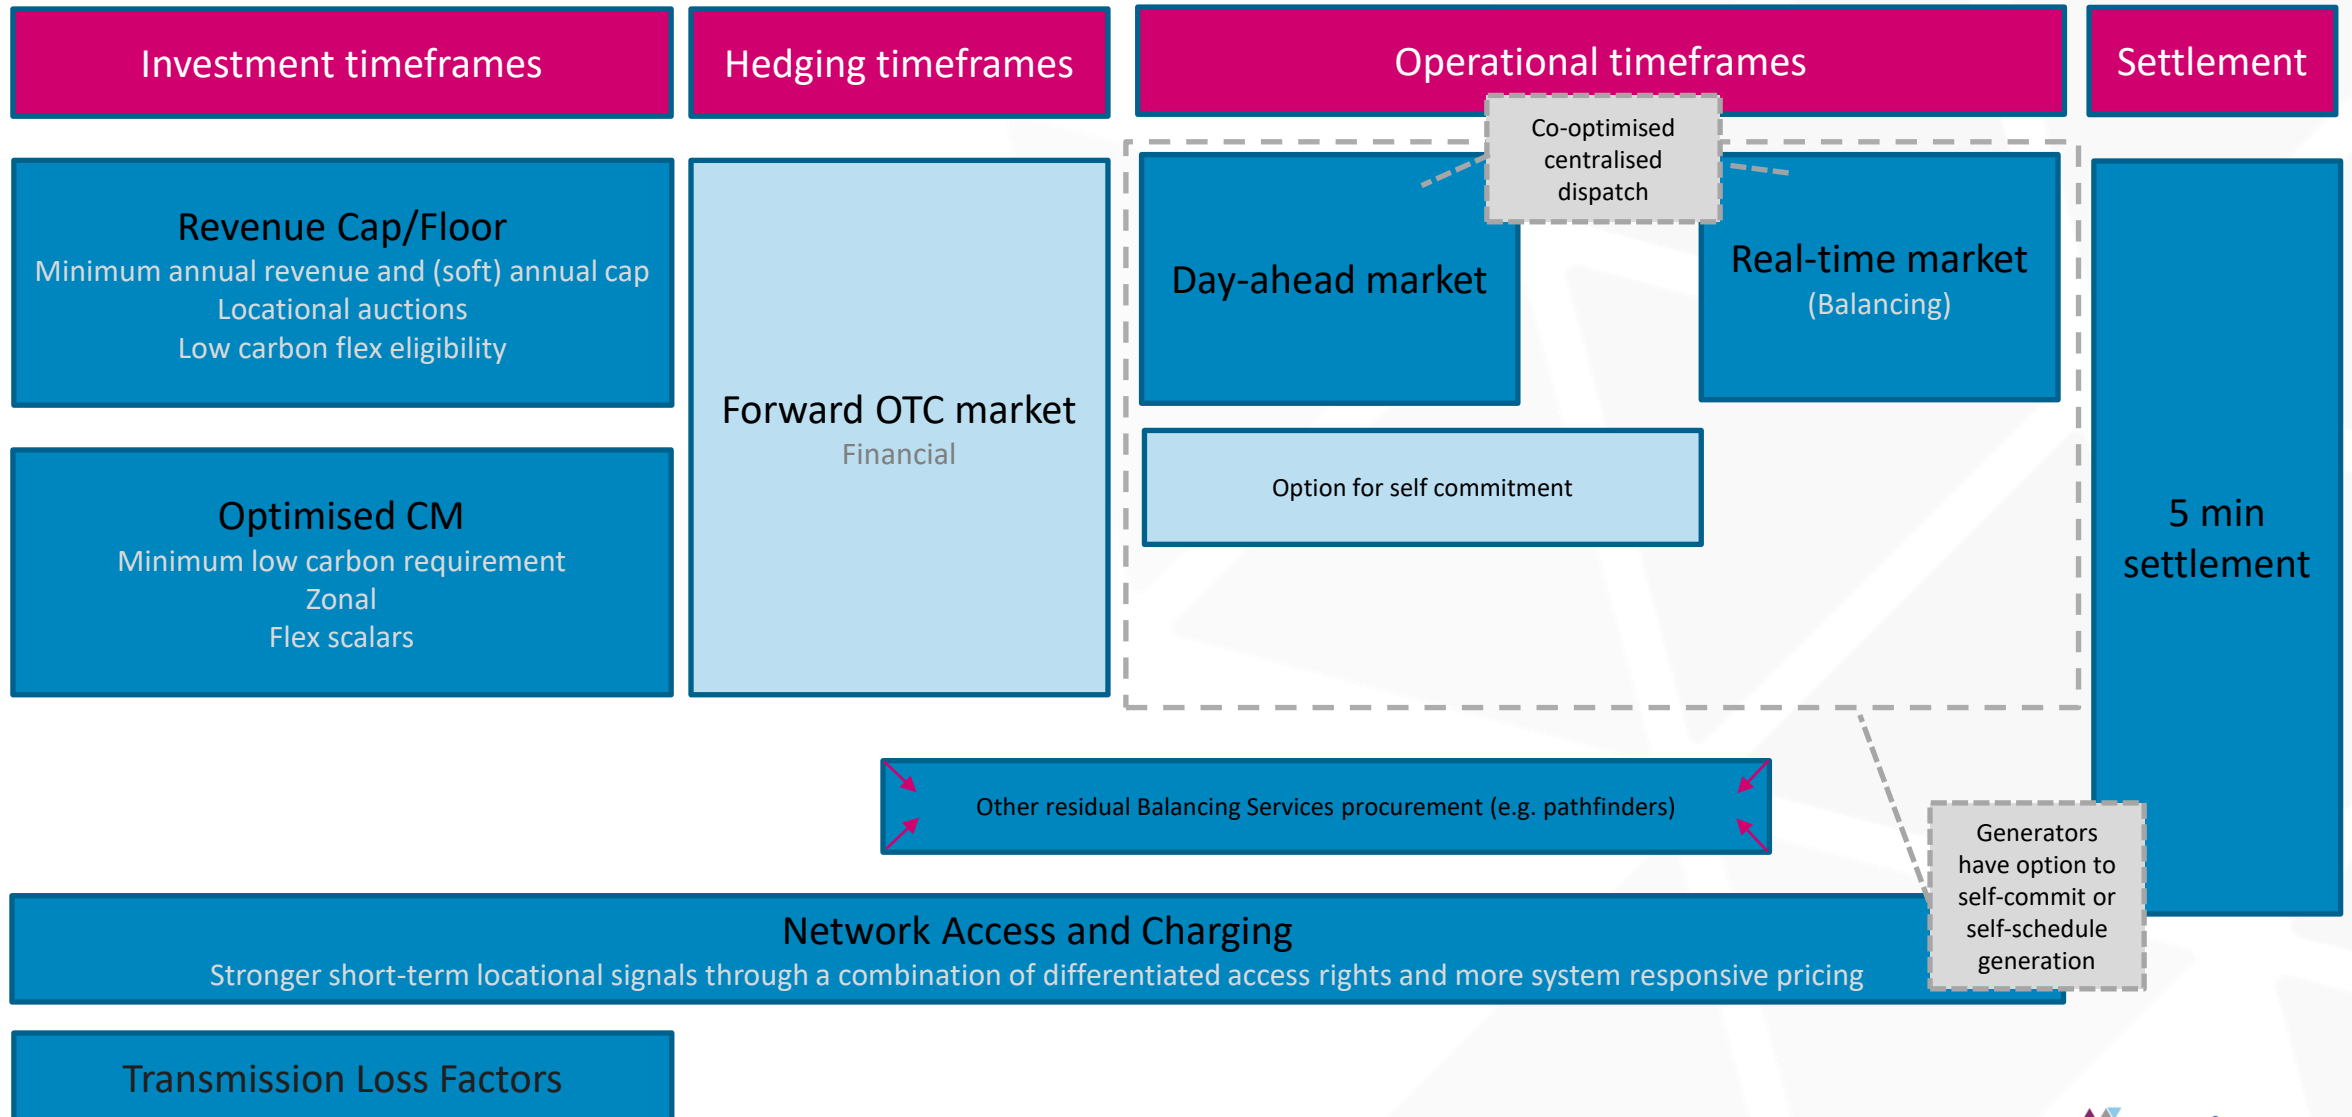 Investment timeframes
Hedging timeframes
Operational timeframes
Settlement
Co-optimised
centralised
dispatch
Revenue Cap/Floor
Minimum annual revenue and (soft) annual cap
Locational auctions
Low carbon flex eligibility
Optimised CM
Minimum low carbon requirement
Zonal
Flex scalars
Forward OTC market
Financial
Day-ahead market
Real-time market
(Balancing)
Option for self commitment
5 min
settlement
Other residual Balancing Services procurement (e.g. pathfinders)
Generators
have option to
self-commit or
self-schedule
generation
Network Access and Charging
Stronger short-term locational signals through a combination of differentiated access rights and more system responsive pricing
Transmission Loss Factors